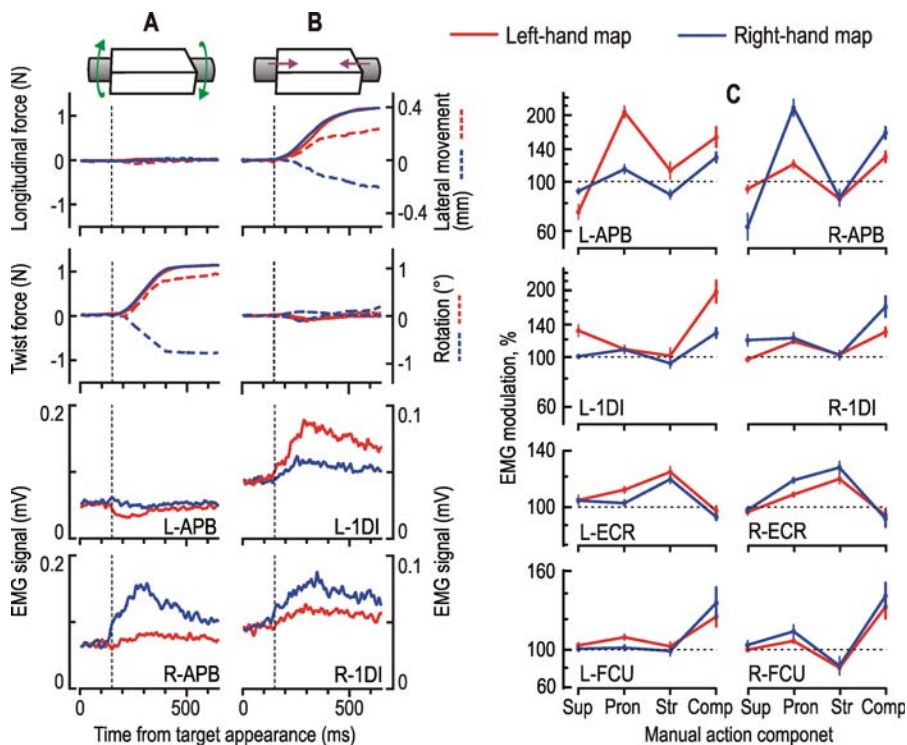 A
B
Left-hand map
Right-hand map
C
Longitudinal force (N)
1
0
-1
0.4
0
-0.4
Lateral movement (mm)
Twist force (N)
1
0
-1
1
0
-1
Rotation (°)
EMG signal (mV)
0.2
0
L-APB
L-1DI
0.1
0
EMG signal (mV)
EMG signal (mV)
0.2
0
R-APB
R-1DI
0.1
0
EMG signal (mV)
0
500
0
500
Time from target appearance (ms)
EMG modulation, %
200
140
100
60
L-APB
R-APB
200
140
100
60
L-1DI
R-1DI
140
100
L-ECR
R-ECR
160
100
60
L-FCU
R-FCU
Sup Pron Str Comp
Sup Pron Str Comp
Manual action componet